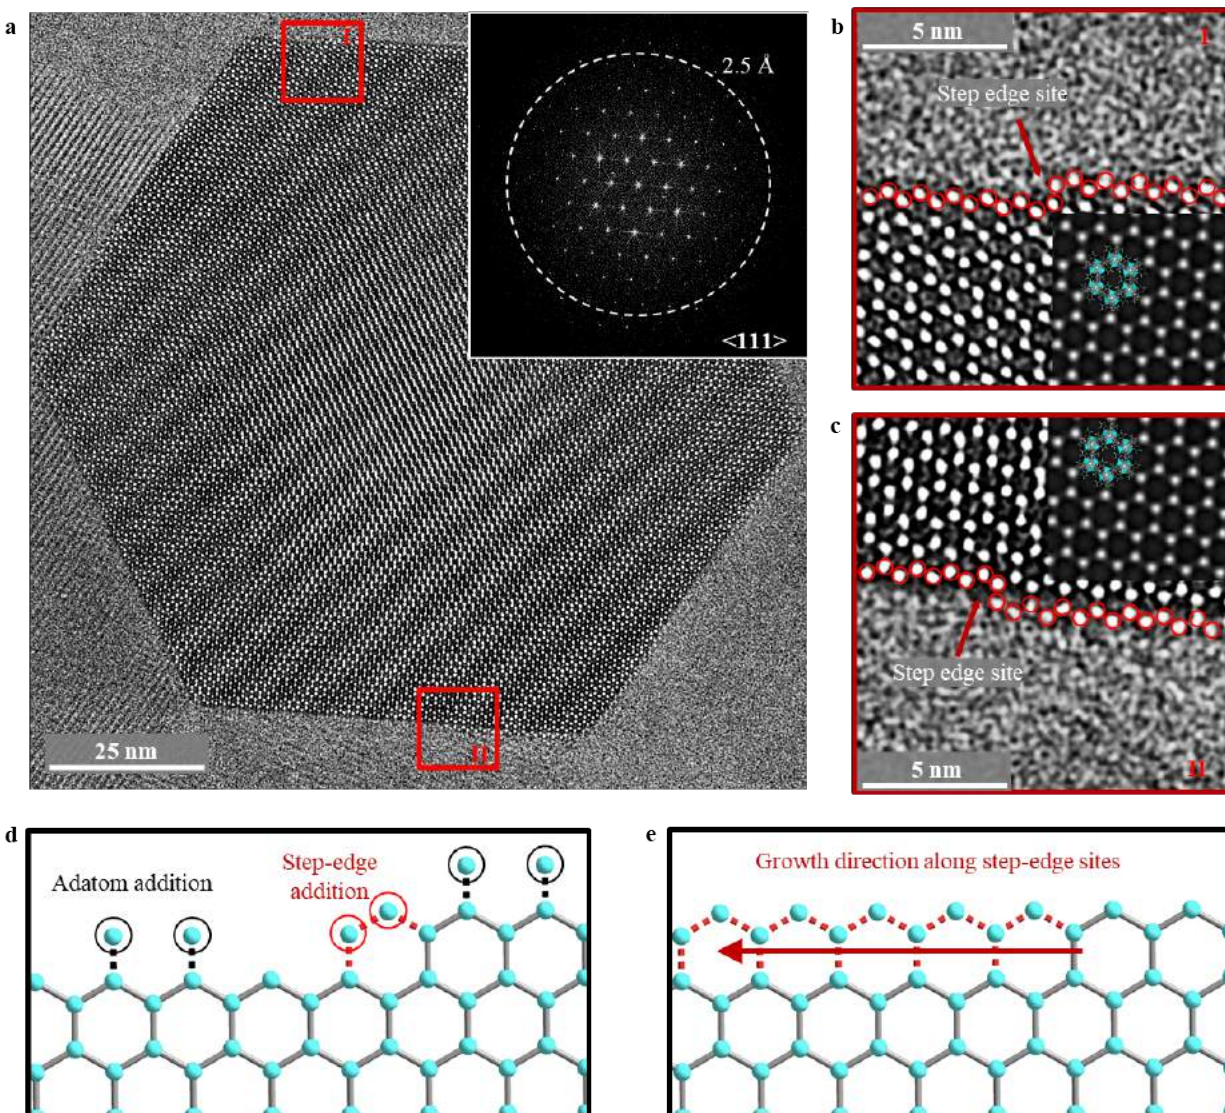 a
I
2.5 Å
<111>
25 nm
II
b
5 nm
I
Step edge site
c
Step edge site
5 nm
II
d
Adatom addition
Step-edge
addition
e
Growth direction along step-edge sites